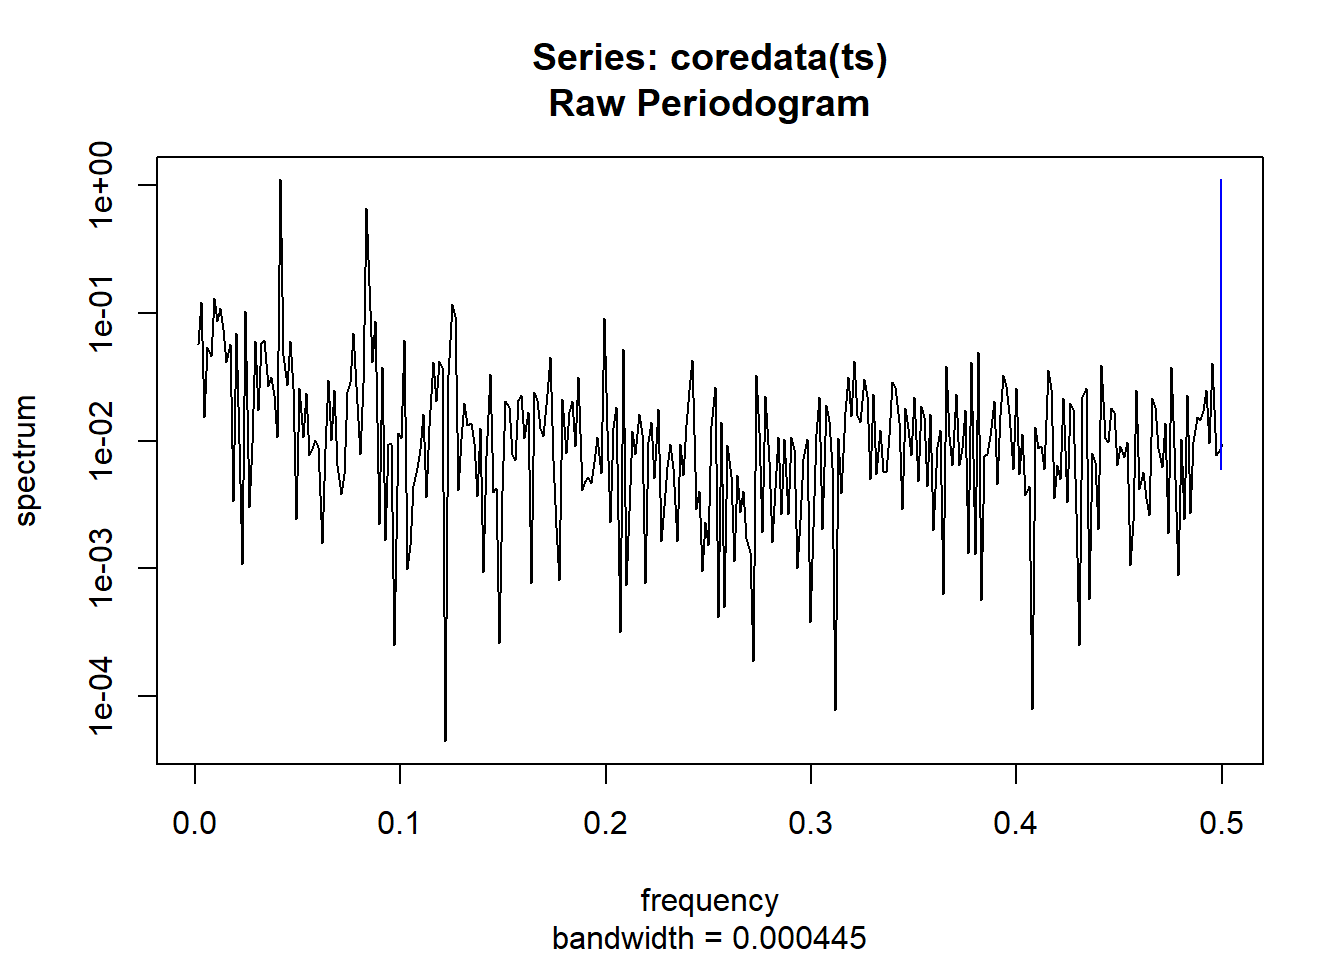 Series: coredata(ts)
Raw Periodogram
spectrum
1e+00
1e-01
1e-02
1e-03
1e-04
0.0 0.1 0.2 0.3 0.4 0.5
frequency
bandwidth = 0.000445